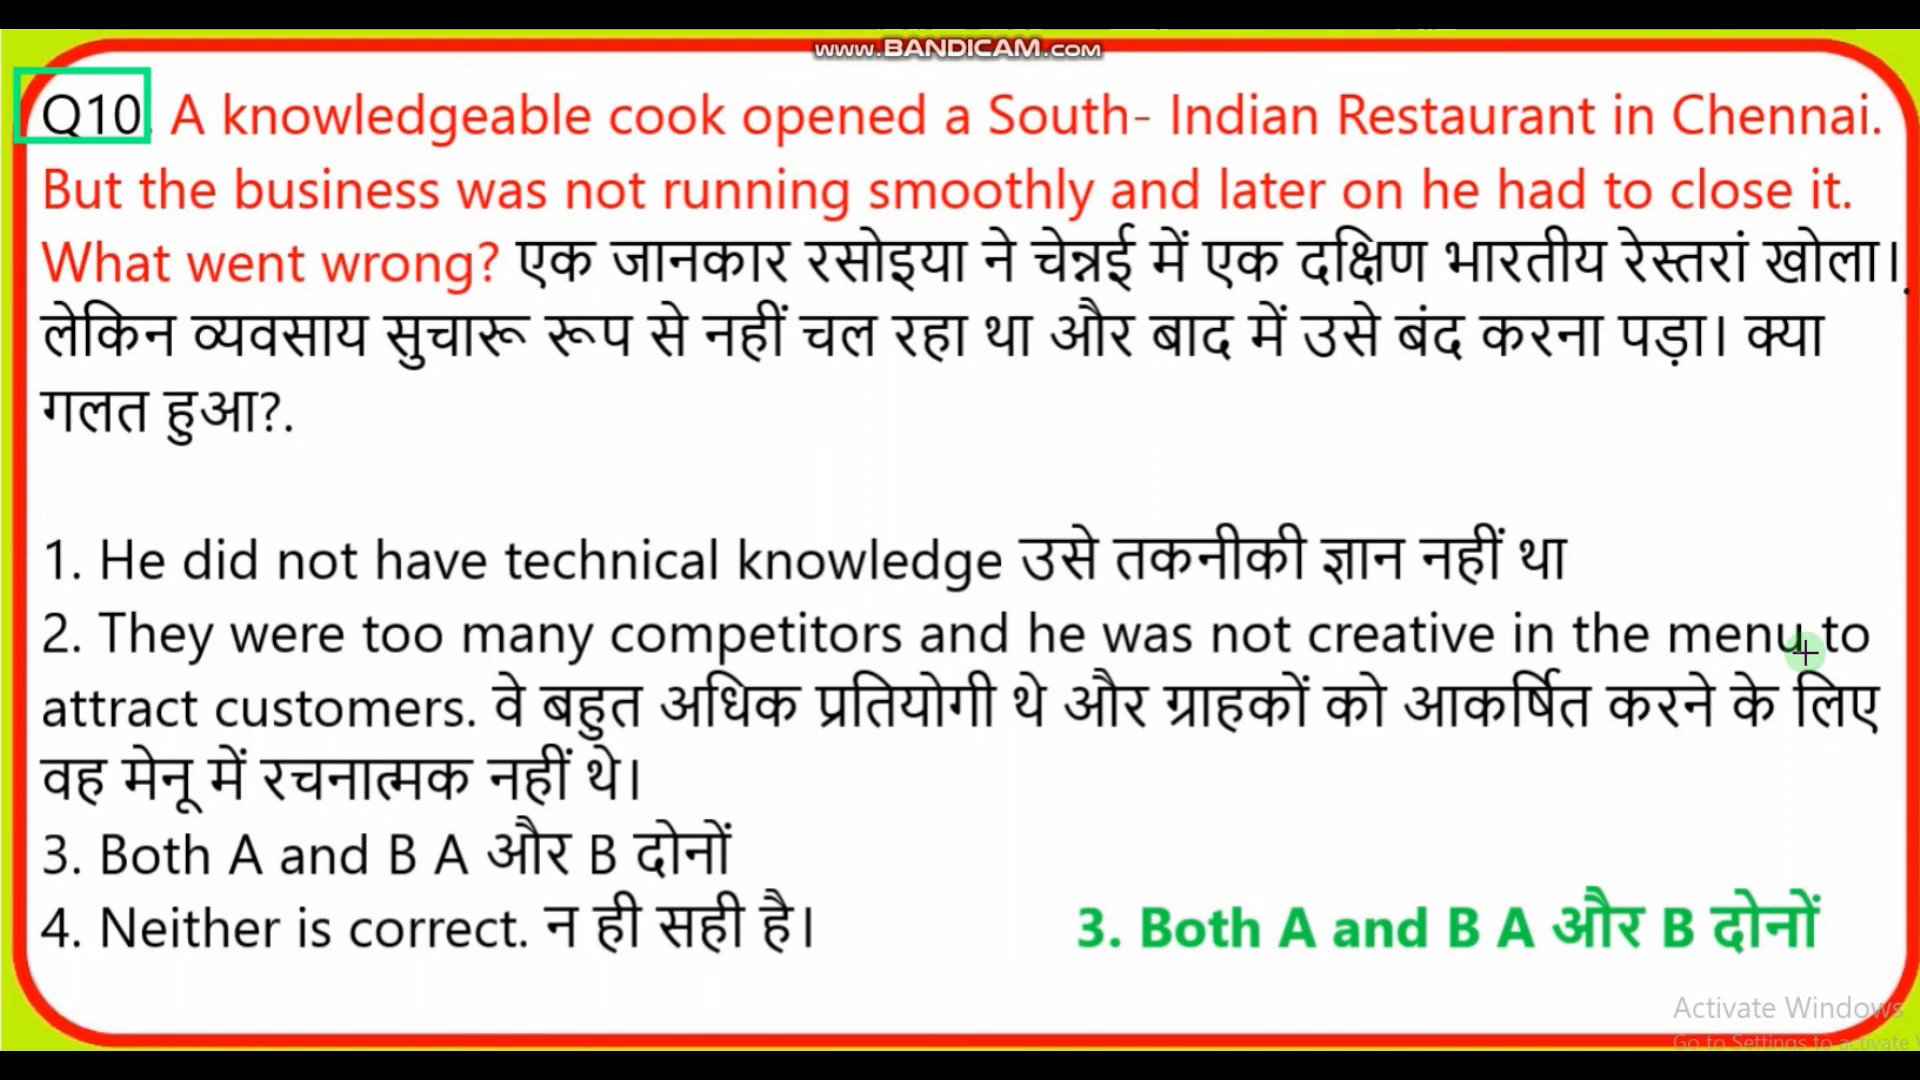 www.BANDICAM.com
Q10. A knowledgeable cook opened a South- Indian Restaurant in Chennai.
But the business was not running smoothly and later on he had to close it.
What went wrong? एक जानकार रसोइया ने चेन्नई में एक दक्षिण भारतीय रेस्तरां खोला।
लेकिन व्यवसाय सुचारू रूप से नहीं चल रहा था और बाद में उसे बंद करना पड़ा। क्या
गलत हुआ?.
1. He did not have technical knowledge उसे तकनीकी ज्ञान नहीं था
2. They were too many competitors and he was not creative in the menu to
attract customers. वे बहुत अधिक प्रतियोगी थे और ग्राहकों को आकर्षित करने के लिए
वह मेनू में रचनात्मक नहीं थे।
3. Both A and B A और B दोनों
4. Neither is correct. न ही सही है।
3. Both A and B A और B दोनों
Activate Windows
Go to Settings to activate